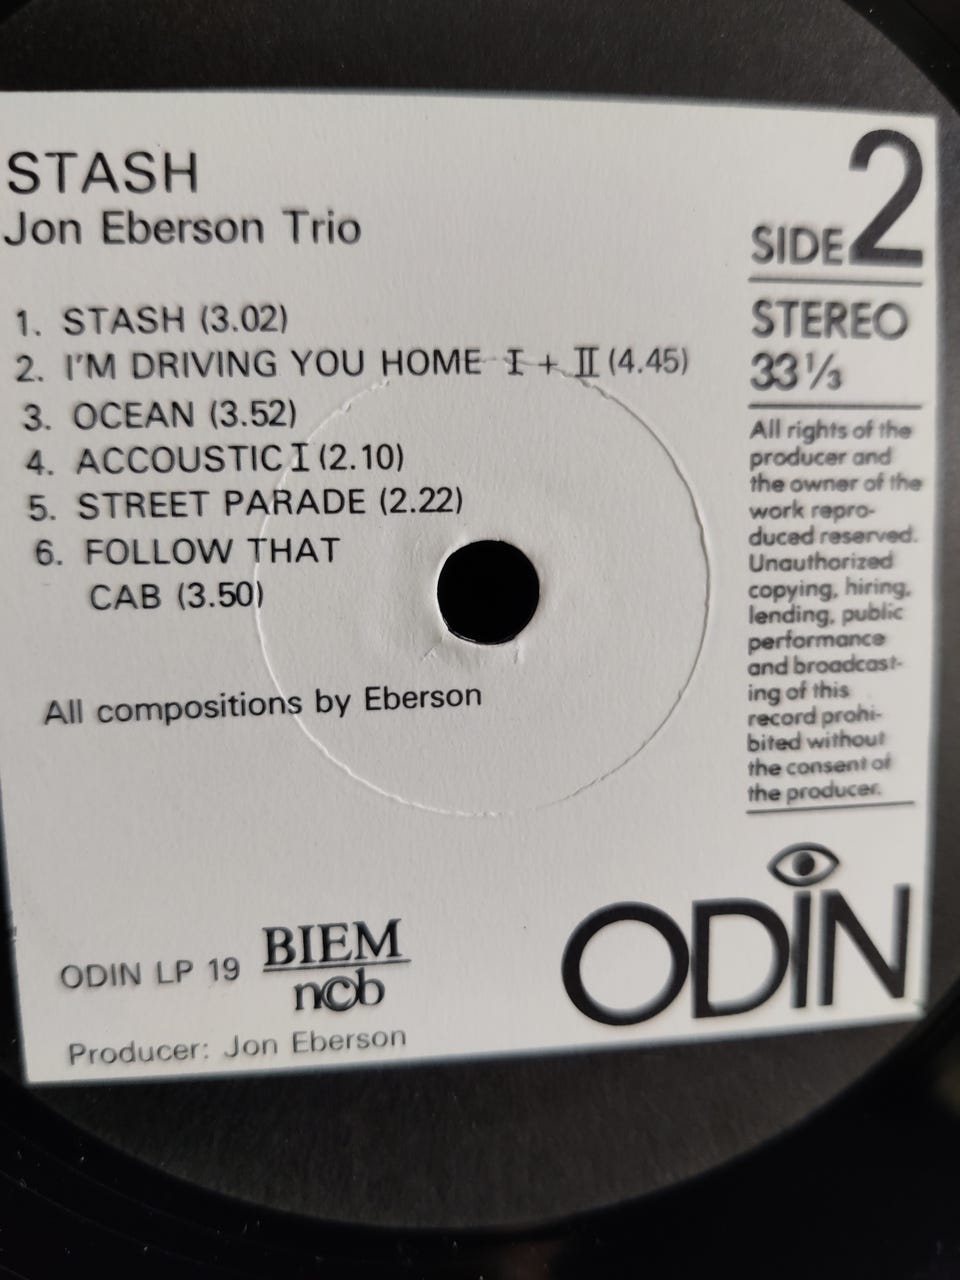 STASH
Jon Eberson Trio
1. STASH (3.02)
2. I'M DRIVING YOU HOME I + II (4.45)
3. OCEAN (3.52)
4. ACCOUSTIC I (2.10)
5. STREET PARADE (2.22)
6. FOLLOW THAT
CAB (3.50)
All compositions by Eberson
ODIN LP 19
BIEM
ncb
Producer: Jon Eberson
SIDE 2
STEREO
33⅓
All rights of the
producer and
the owner of the
work repro-
duced reserved.
Unauthorized
copying, hiring,
lending, public
performance
and broadcast-
ing of this
record prohi-
bited without
the consent of
the producer.
ODIN